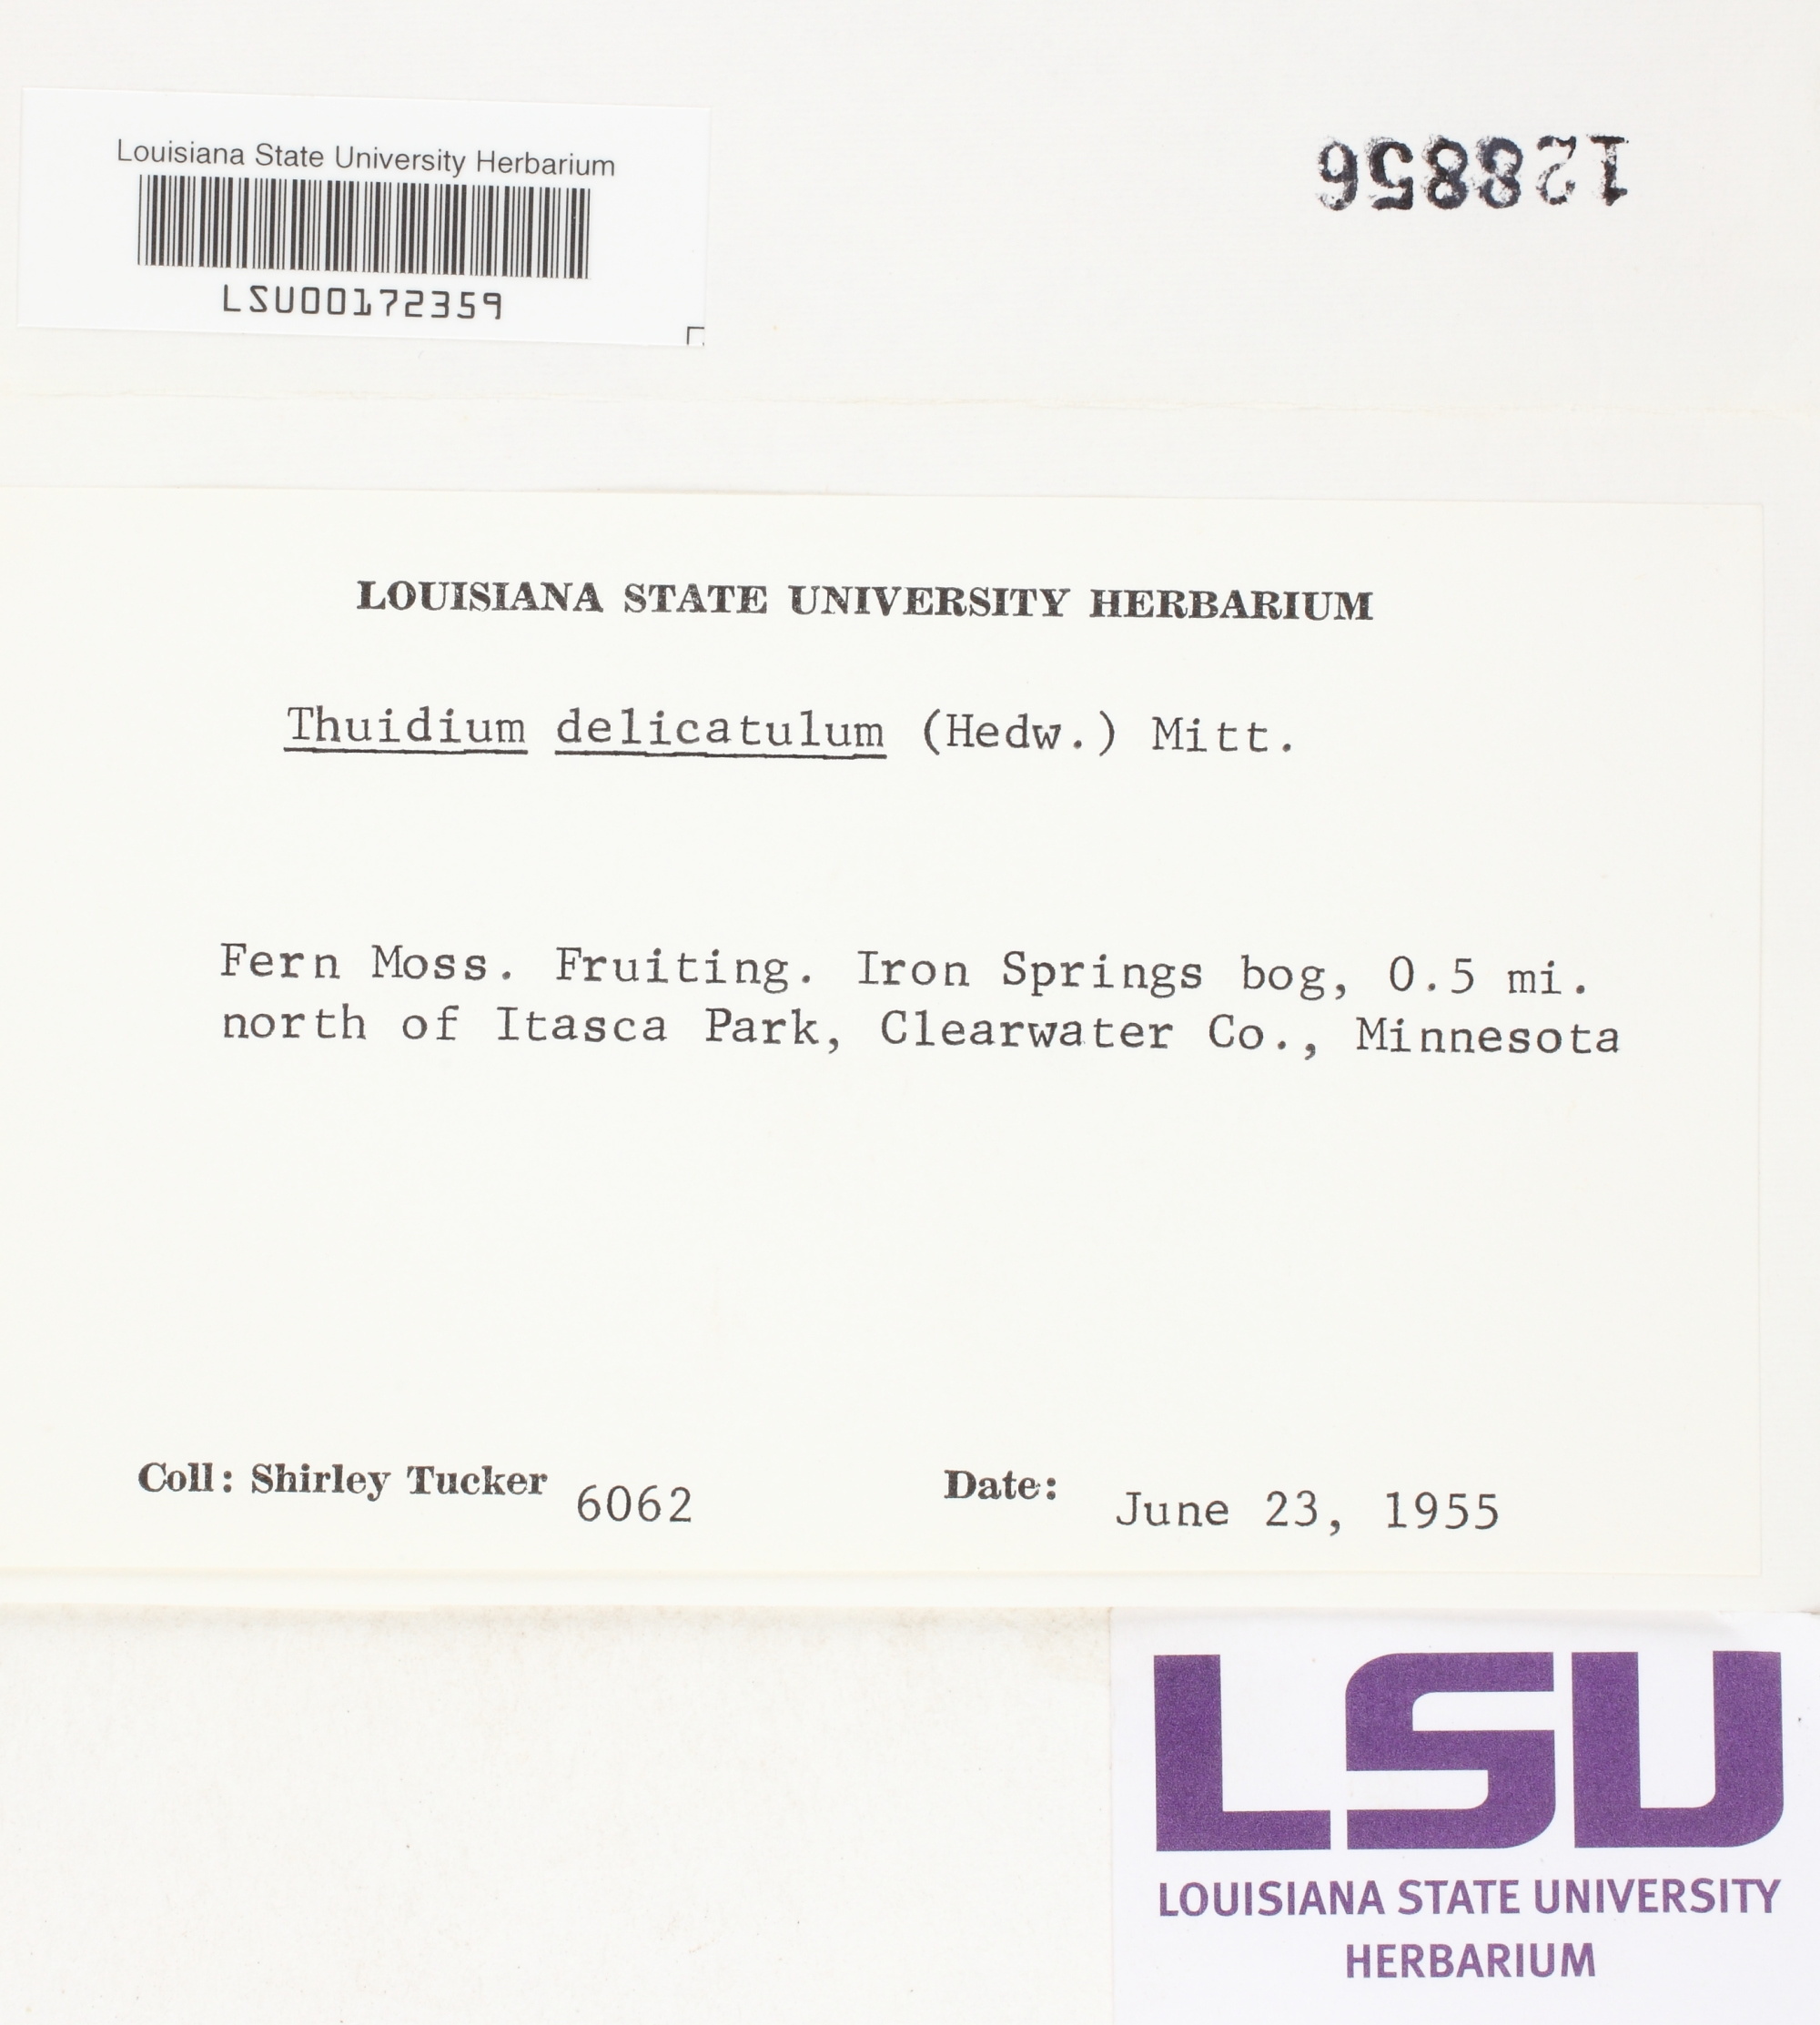 Louisiana State University Herbarium
LSU00172359
128856
LOUISIANA STATE UNIVERSITY HERBARIUM
Thuidium delicatulum (Hedw.) Mitt.
Fern Moss. Fruiting. Iron Springs bog, 0.5 mi.
north of Itasca Park, Clearwater Co., Minnesota
Coll: Shirley Tucker 6062 Date: June 23, 1955
LSU
LOUISIANA STATE UNIVERSITY
HERBARIUM